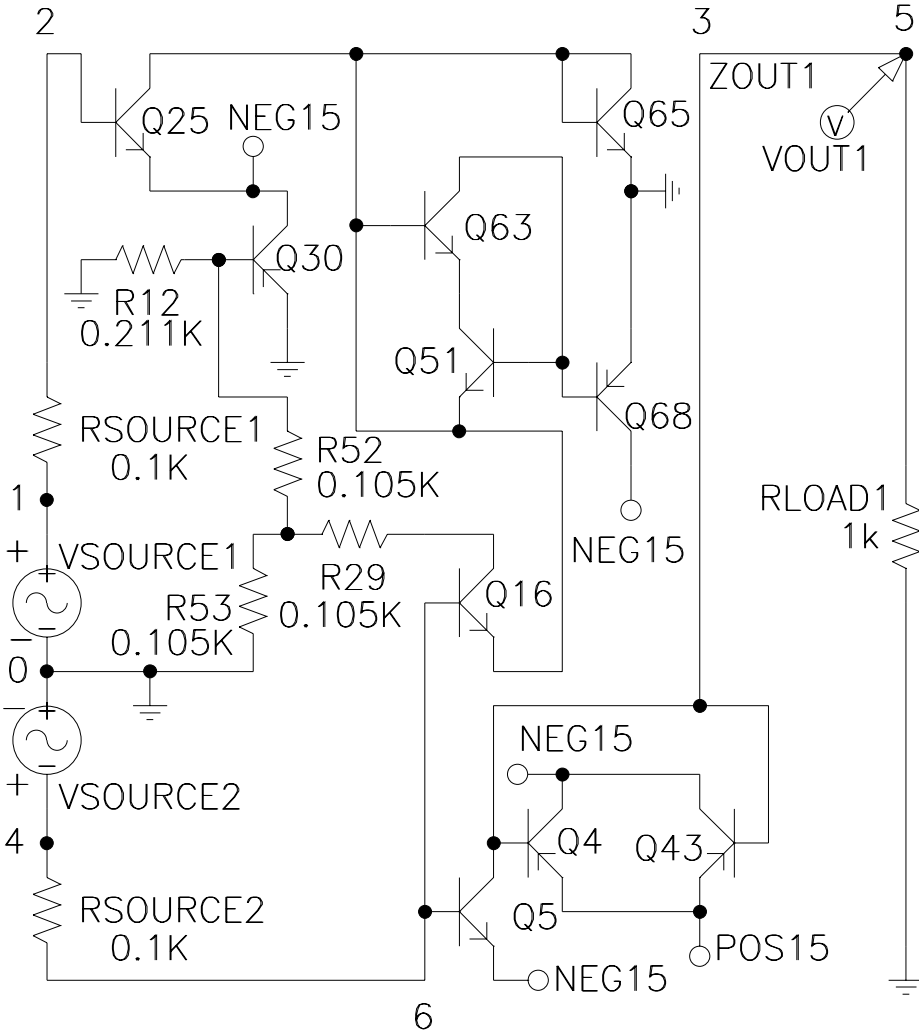 2
3
5
ZOUT1
Q25
NEG15
Q65
V
VOUT1
Q63
Q30
R12
0.211K
Q51
Q68
RSOURCE1
0.1K
R52
0.105K
1
RLOAD1
1k
+
VSOURCE1
+
NEG15
R29
0.105K
Q16
R53
0.105K
−
−
0
−
+
NEG15
−
+
VSOURCE2
4
Q4
Q43
RSOURCE2
0.1K
Q5
POS15
NEG15
6